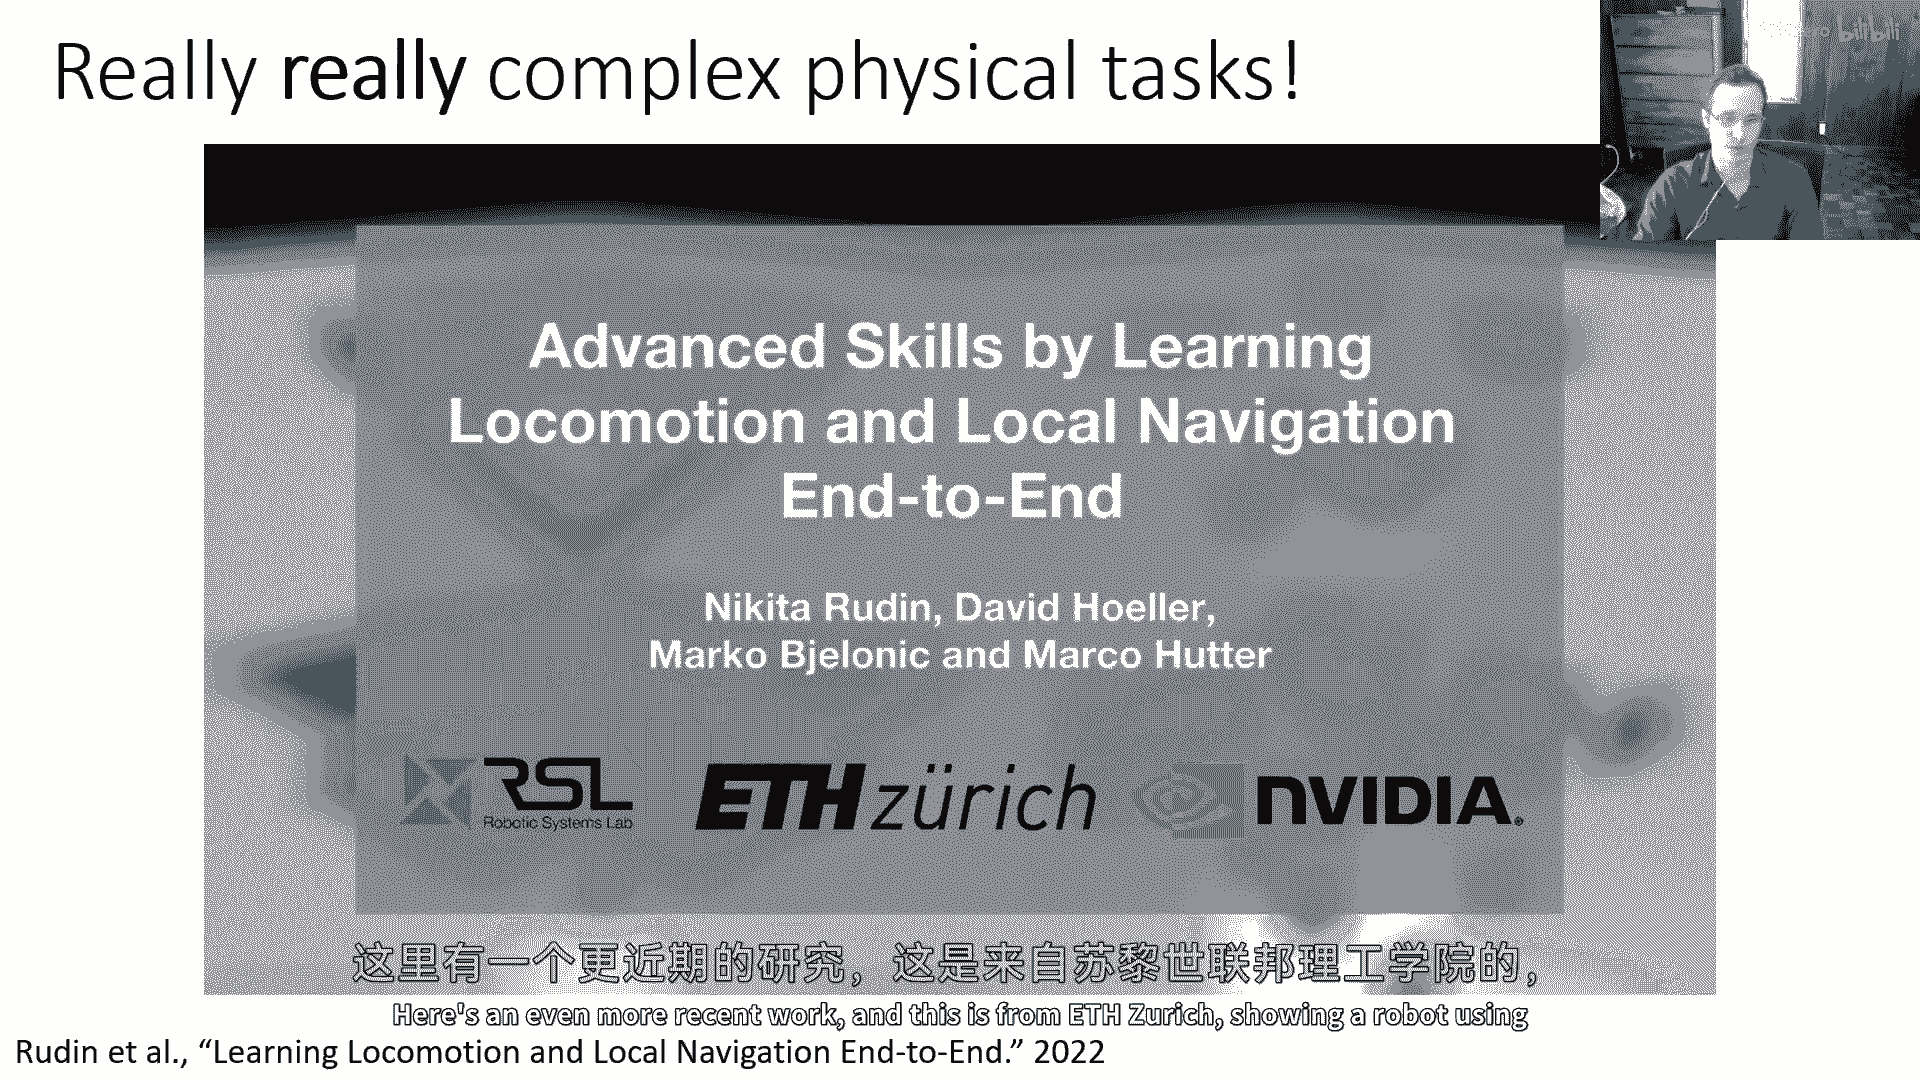 Really really complex physical tasks!
bilibili
Advanced Skills by Learning
Locomotion and Local Navigation
End-to-End
Nikita Rudin, David Hoeller,
Marko Bjelonic and Marco Hutter
RSL
Robotic Systems Lab
ETH zürich
NVIDIA.
这里有一个更近期的研究，这是来自苏黎世联邦理工学院的，
Here's an even more recent work, and this is from ETH Zurich, showing a robot using
Rudin et al., “Learning Locomotion and Local Navigation End-to-End.” 2022